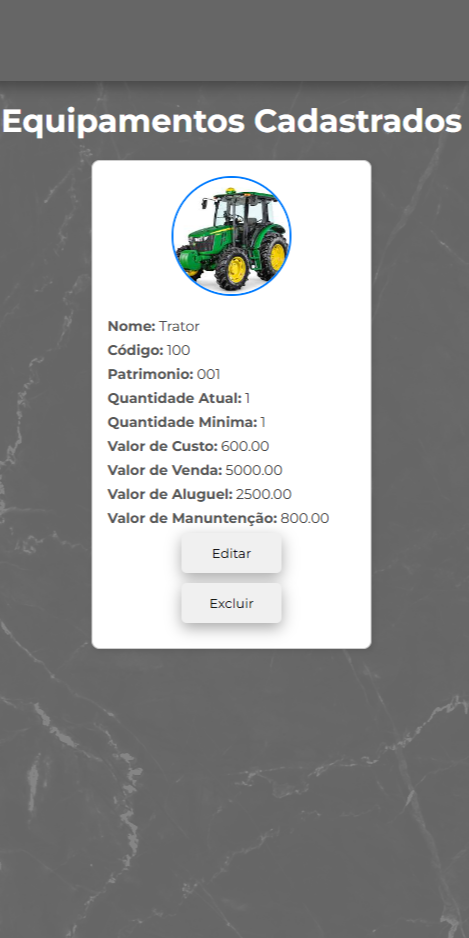 Equipamentos Cadastrados
Nome: Trator
Código: 100
Patrimonio: 001
Quantidade Atual: 1
Quantidade Minima: 1
Valor de Custo: 600.00
Valor de Venda: 5000.00
Valor de Aluguel: 2500.00
Valor de Manuntenção: 800.00
Editar
Excluir